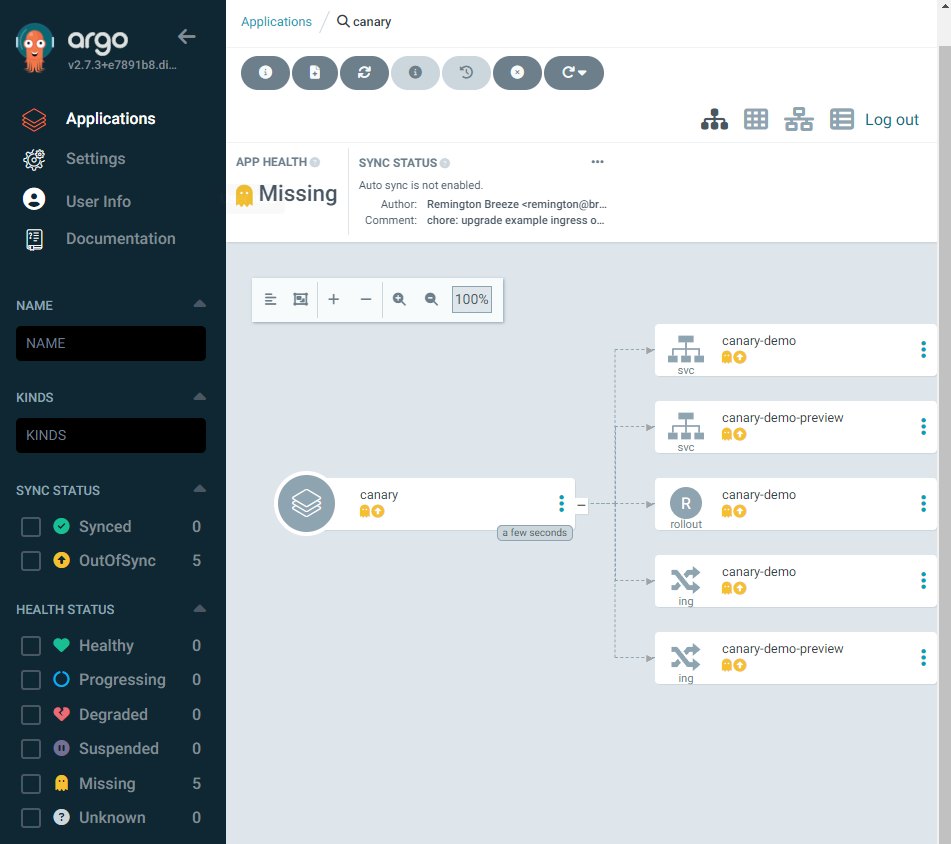 argo
v2.7.3+e7891b8.di...
Applications
Settings
User Info
Documentation
NAME
NAME
KINDS
KINDS
SYNC STATUS
Synced 0
OutOfSync 5
HEALTH STATUS
Healthy 0
Progressing 0
Degraded 0
Suspended 0
Missing 5
Unknown 0
Applications / canary
Log out
APP HEALTH
Missing
SYNC STATUS
Auto sync is not enabled.
Author: Remington Breeze <remington@br...
Comment: chore: upgrade example ingress o...
100%
canary
a few seconds
canary-demo
svc
canary-demo-preview
svc
canary-demo
R
rollout
canary-demo
ing
canary-demo-preview
ing